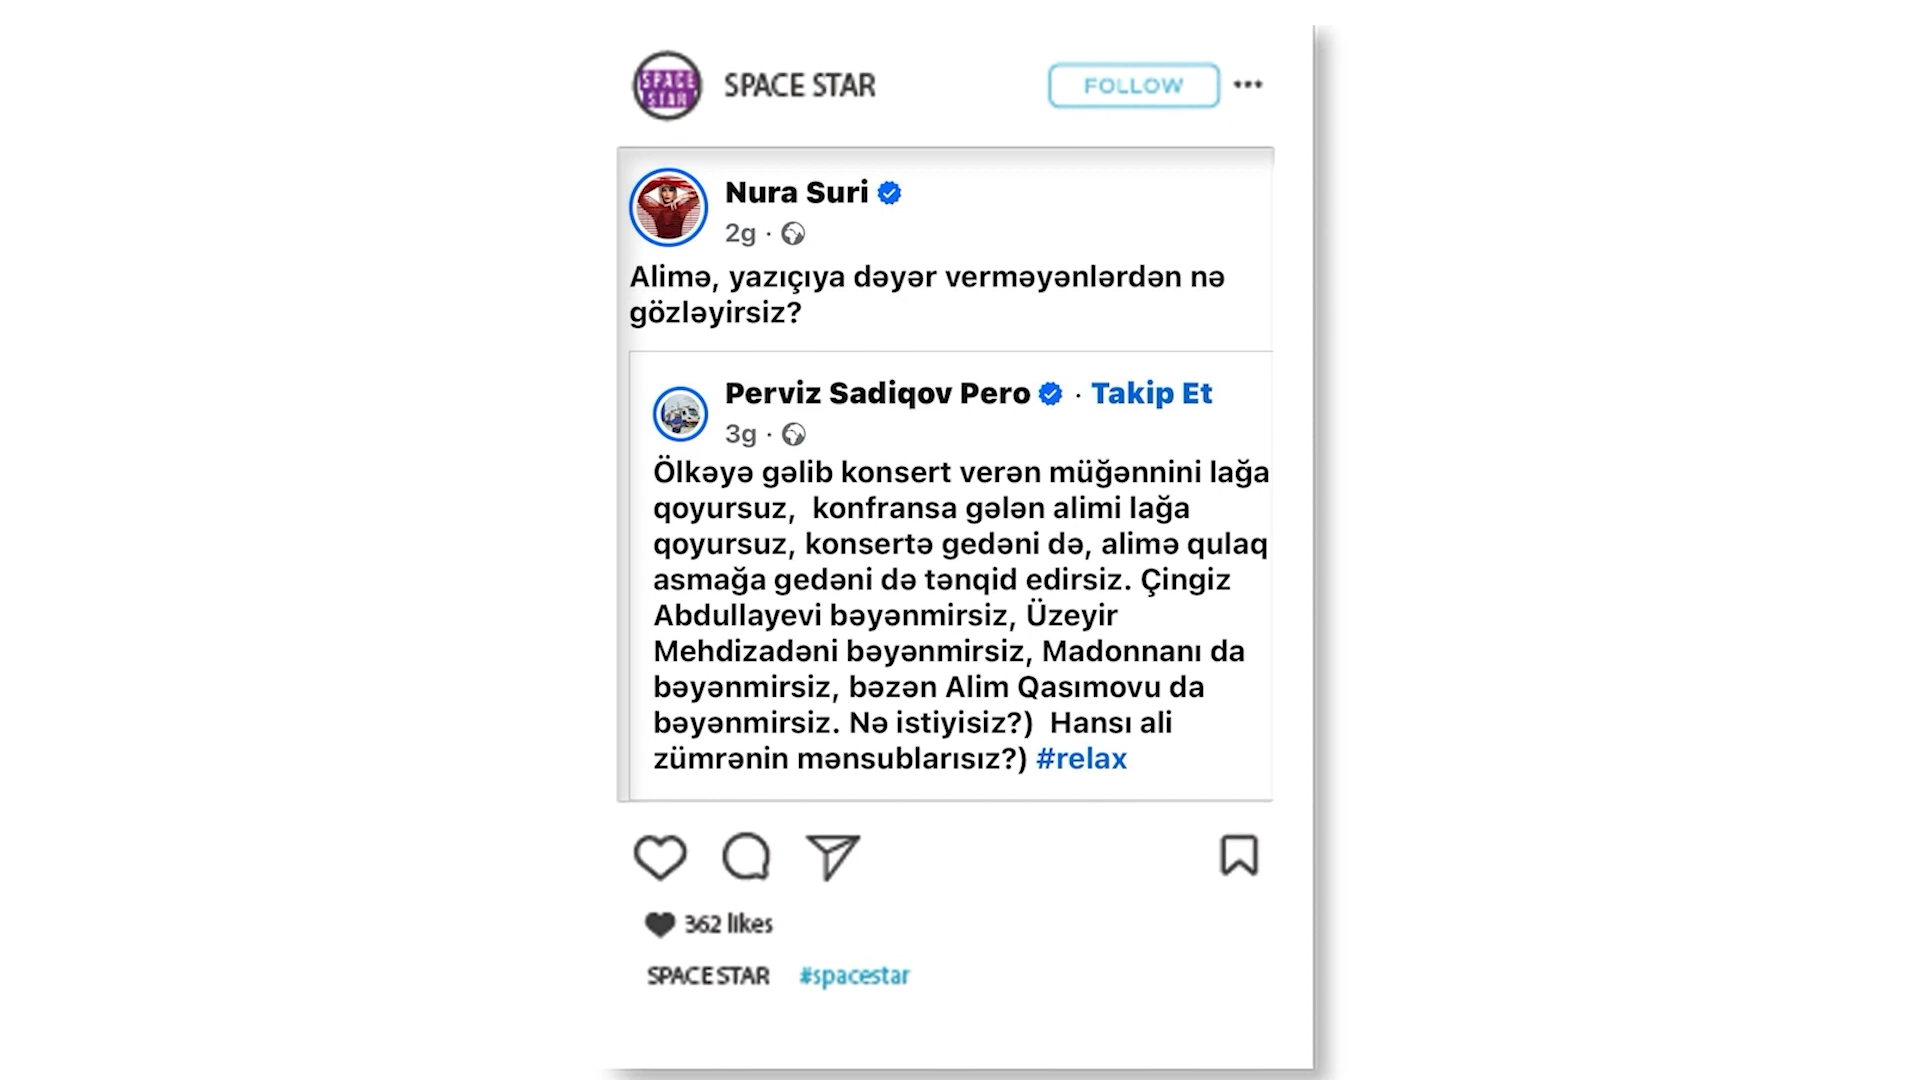 SPACE STAR
SPACE STAR
FOLLOW
Nura Suri
2g ·
Alimə, yazıçıya dəyər verməyənlərdən nə
gözləyirsiz?
Perviz Sadiqov Pero · Takip Et
3g ·
Ölkəyə gəlib konsert verən müğənnini lağa
qoyursuz, konfransa gələn alimi lağa
qoyursuz, konsertə gedəni də, alimə qulaq
asmağa gedəni də tənqid edirsiz. Çingiz
Abdullayevi bəyənmirsiz, Üzeyir
Mehdizadəni bəyənmirsiz, Madonnanı da
bəyənmirsiz, bəzən Alim Qasımovu da
bəyənmirsiz. Nə istiyisiz?) Hansı ali
zümrənin mənsublarısız?) #relax
362 likes
SPACE STAR #spacestar